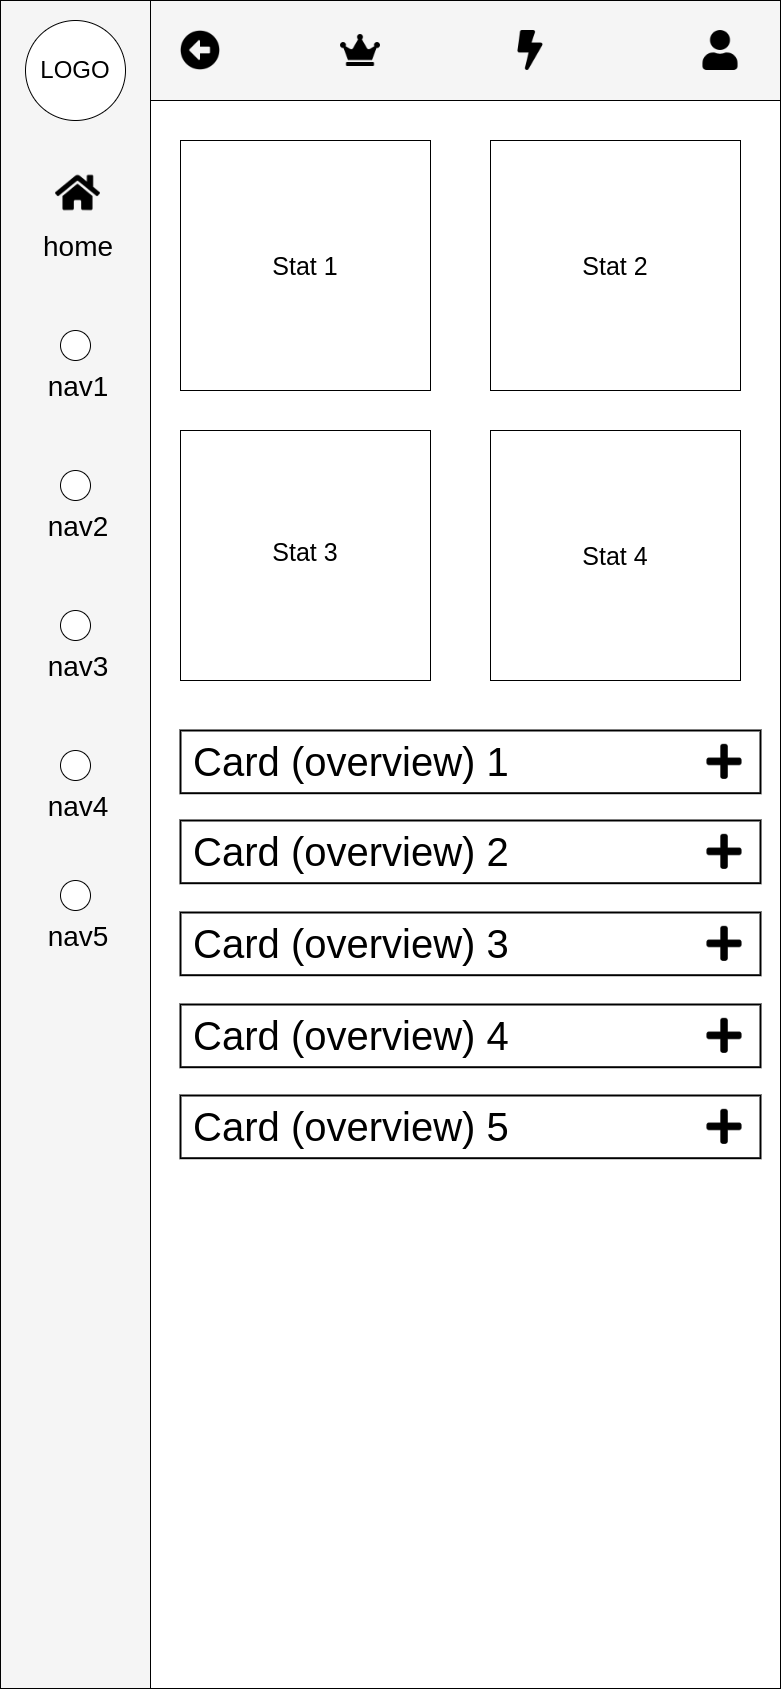 LOGO
home
nav1
nav2
nav3
nav4
nav5
Stat 1
Stat 2
Stat 3
Stat 4
Card (overview) 1
Card (overview) 2
Card (overview) 3
Card (overview) 4
Card (overview) 5